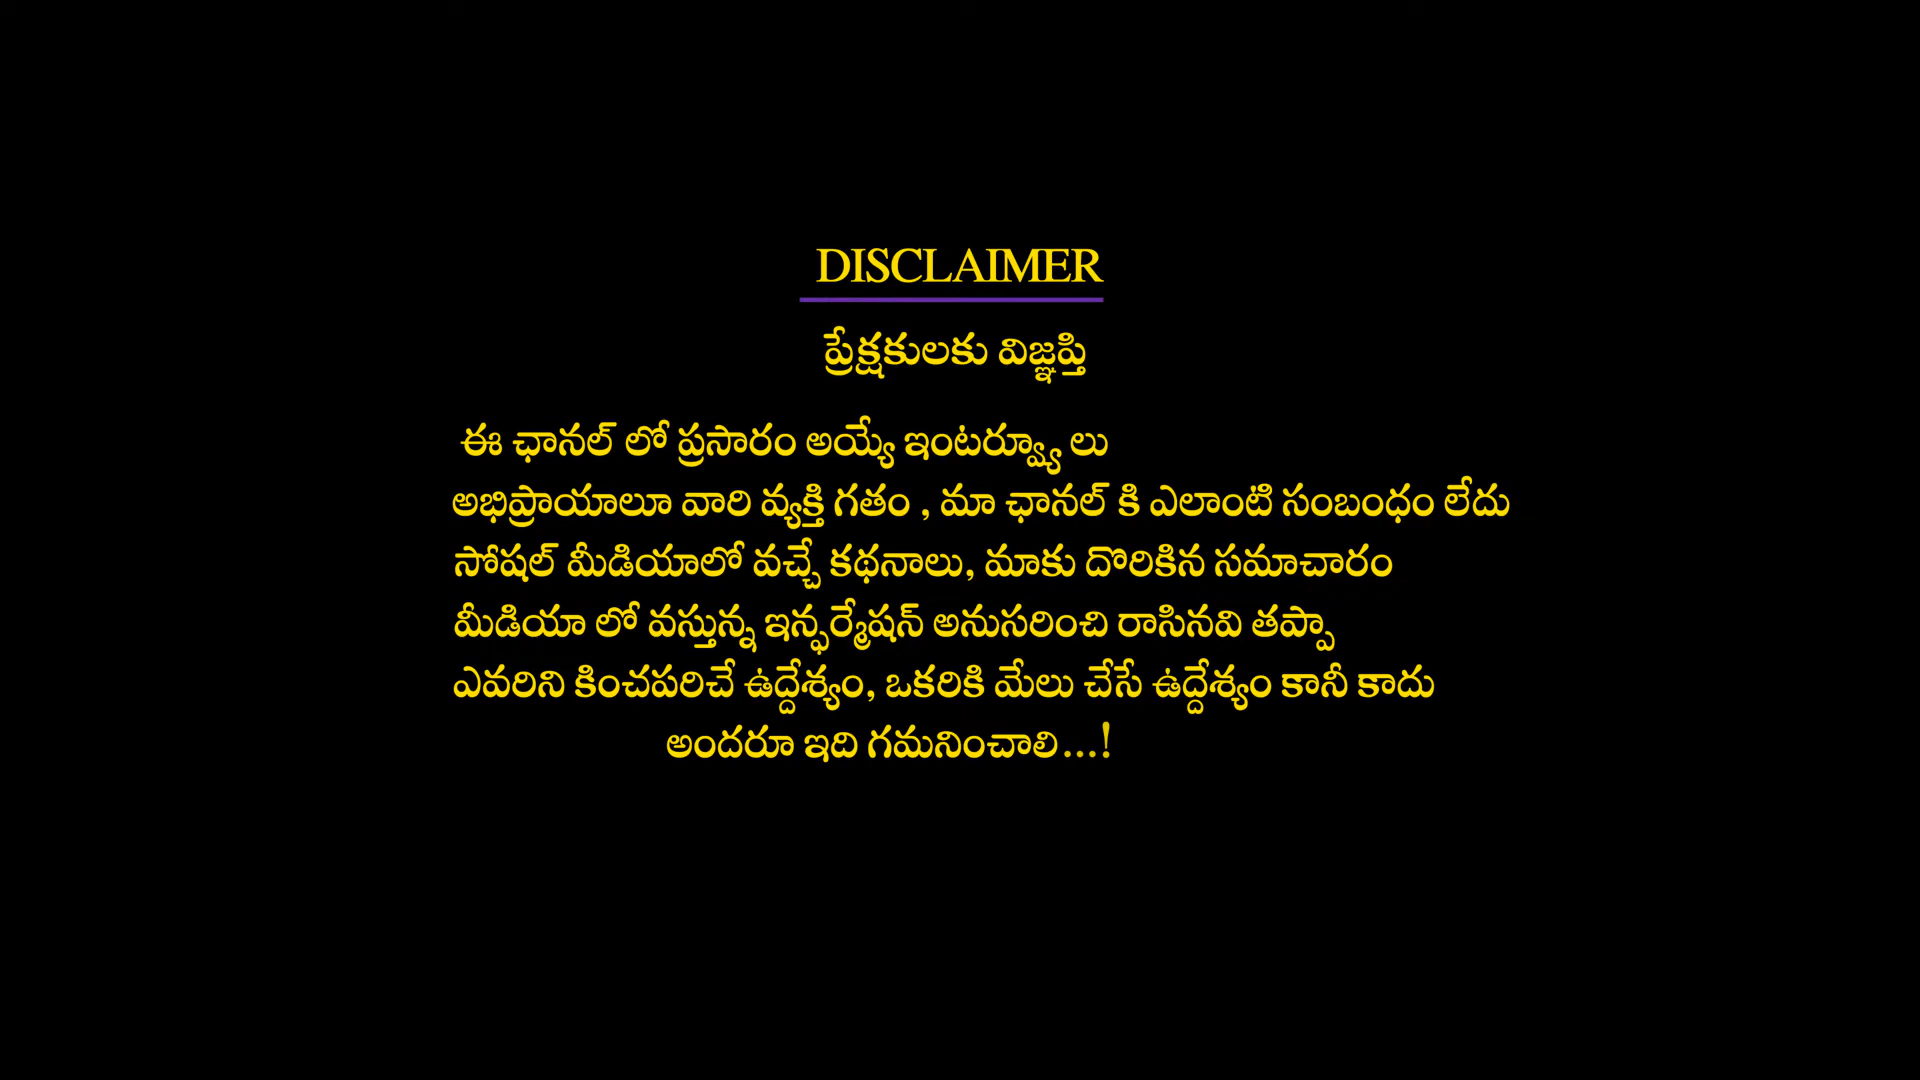 DISCLAIMER
ప్రేక్షకులకు విజ్ఞప్తి
ఈ ఛానల్ లో ప్రసారం అయ్యే ఇంటర్వ్యూ లు
అభిప్రాయాలూ వారి వ్యక్తి గతం , మా ఛానల్ కి ఎలాంటి సంబంధం లేదు
సోషల్ మీడియాలో వచ్చే కథనాలు, మాకు దొరికిన సమాచారం
మీడియా లో వస్తున్న ఇన్ఫర్మేషన్ అనుసరించి రాసినవి తప్పా
ఎవరిని కించపరిచే ఉద్దేశ్యం, ఒకరికి మేలు చేసే ఉద్దేశ్యం కానీ కాదు
అందరూ ఇది గమనించాలి...!